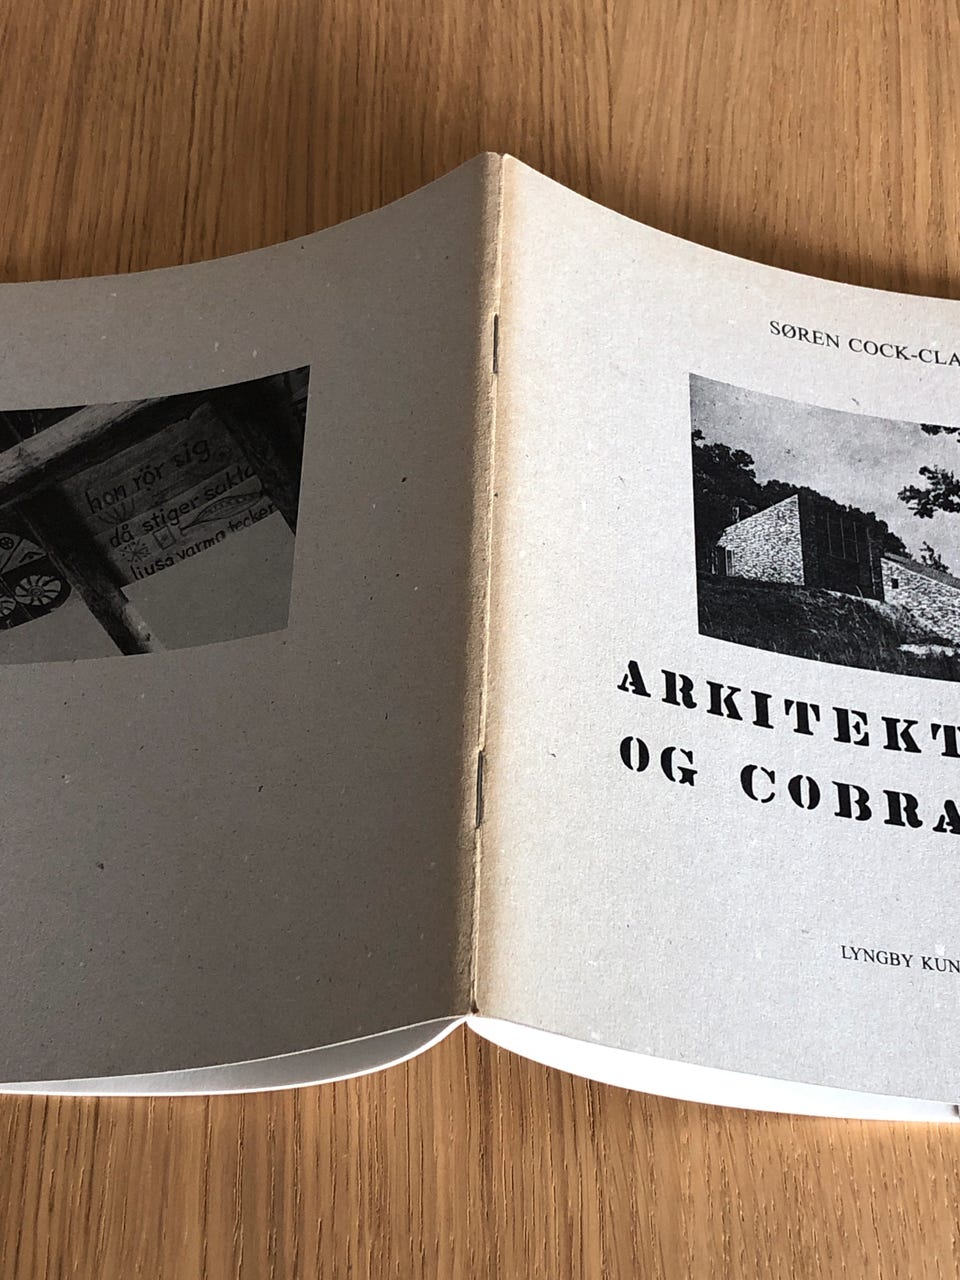 hon rör sig
då stiger sakta
ljusa varma tecken
SØREN COCK-CLA
ARKITEKT
OG COBRA
LYNGBY KUN